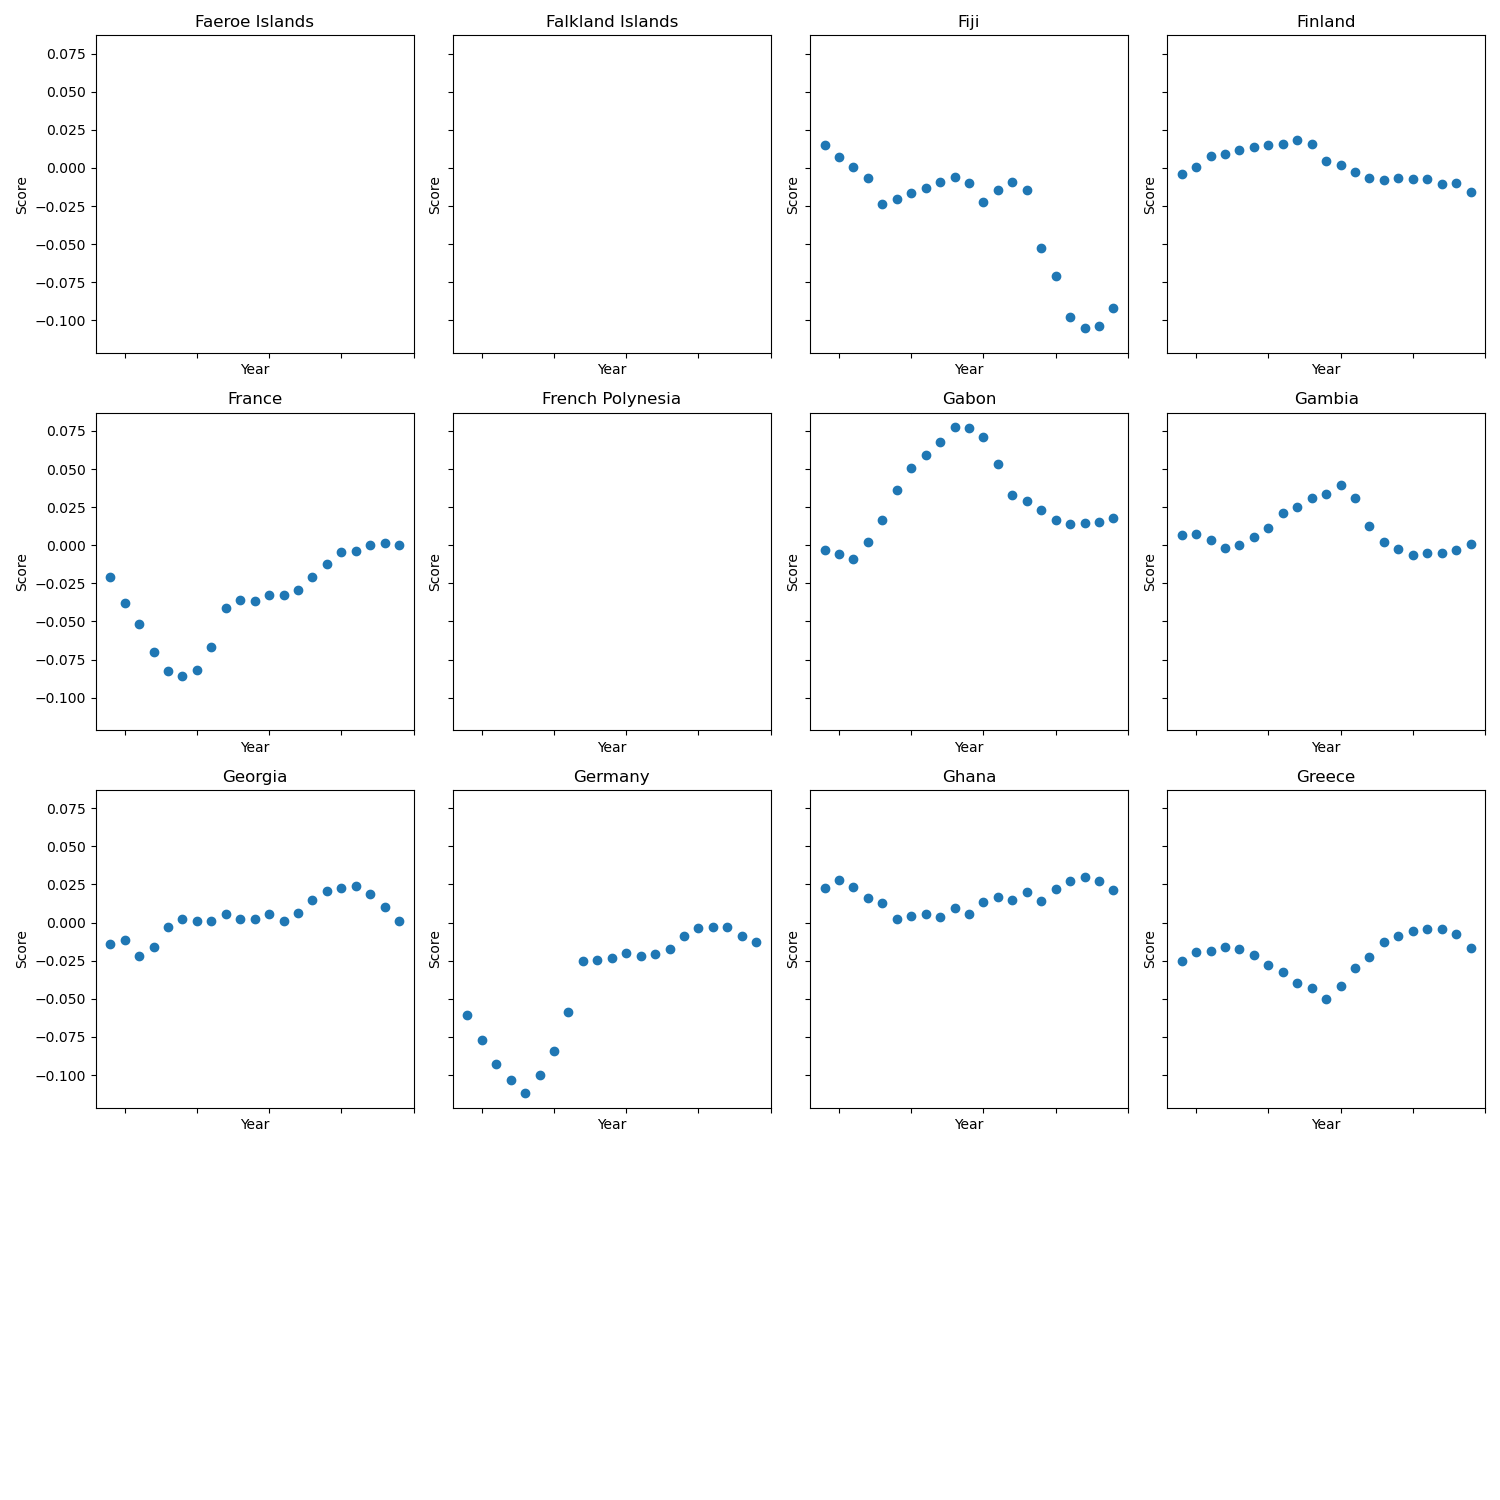 Faeroe Islands Falkland Islands Fiji Finland
0.075
0.050
0.025
0.000
−0.025
−0.050
−0.075
−0.100
Score Score Score Score
Year Year Year Year
France French Polynesia Gabon Gambia
0.075
0.050
0.025
0.000
−0.025
−0.050
−0.075
−0.100
Score Score Score Score
Year Year Year Year
Georgia Germany Ghana Greece
0.075
0.050
0.025
0.000
−0.025
−0.050
−0.075
−0.100
Score Score Score Score
Year Year Year Year